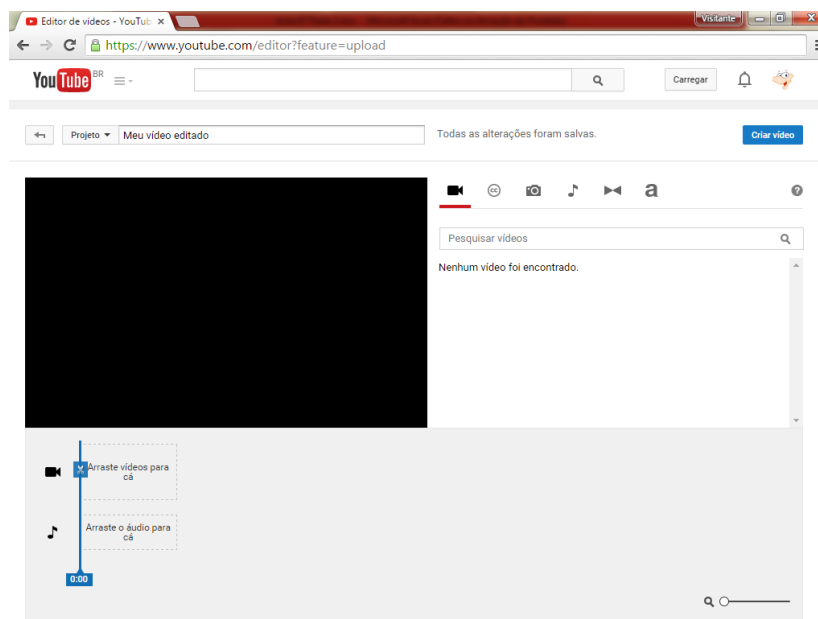 Editor de vídeos - YouTub
Visitante
https://www.youtube.com/editor?feature=upload
YouTube BR
Carregar
Projeto
Meu vídeo editado
Todas as alterações foram salvas.
Criar vídeo
cc
a
?
Pesquisar vídeos
Nenhum vídeo foi encontrado.
Arraste vídeos para
cá
Arraste o áudio para
cá
0:00